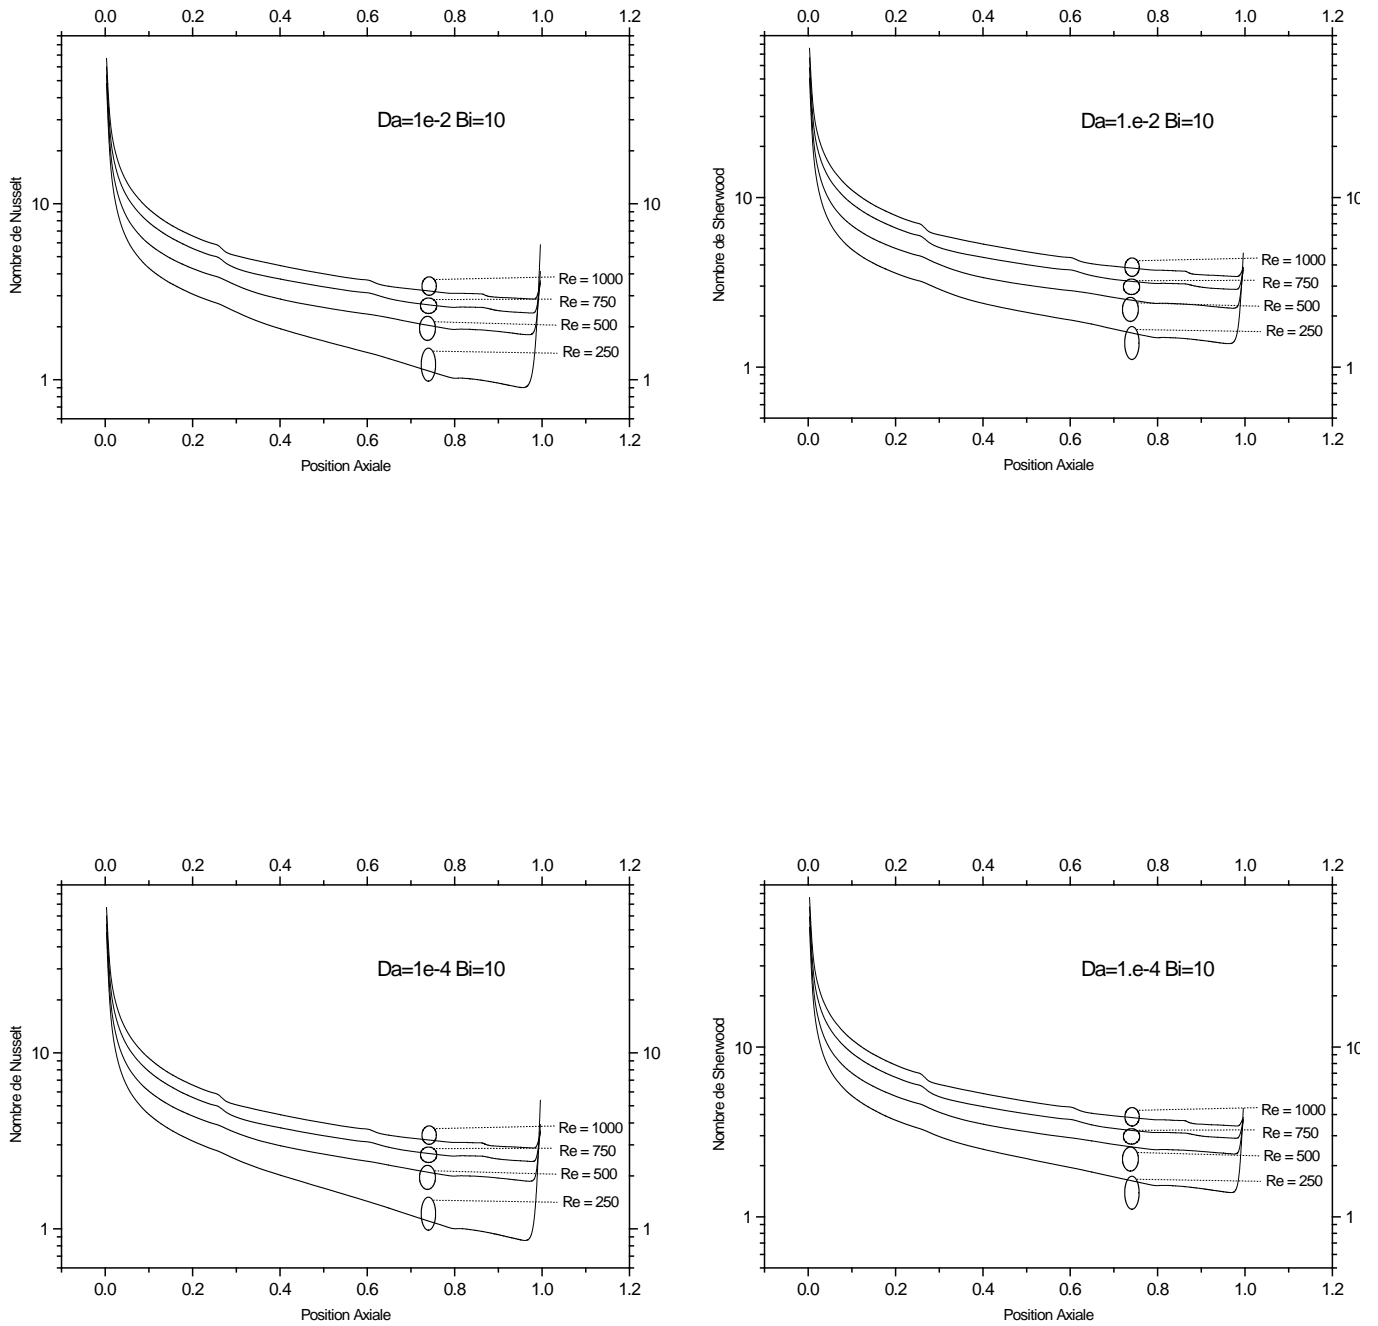 0.0 0.2 0.4 0.6 0.8 1.0 1.2
Da=1e-2 Bi=10
Nombre de Nusselt
10 10
Re = 1000
Re = 750
Re = 500
Re = 250
1 1
0.0 0.2 0.4 0.6 0.8 1.0 1.2
Position Axiale
0.0 0.2 0.4 0.6 0.8 1.0 1.2
Da=1.e-2 Bi=10
Nombre de Sherwood
10 10
Re = 1000
Re = 750
Re = 500
Re = 250
1 1
0.0 0.2 0.4 0.6 0.8 1.0 1.2
Position Axiale
0.0 0.2 0.4 0.6 0.8 1.0 1.2
Da=1e-4 Bi=10
Nombre de Nusselt
10 10
Re = 1000
Re = 750
Re = 500
Re = 250
1 1
0.0 0.2 0.4 0.6 0.8 1.0 1.2
Position Axiale
0.0 0.2 0.4 0.6 0.8 1.0 1.2
Da=1.e-4 Bi=10
Nombre de Sherwood
10 10
Re = 1000
Re = 750
Re = 500
Re = 250
1 1
0.0 0.2 0.4 0.6 0.8 1.0 1.2
Position Axiale